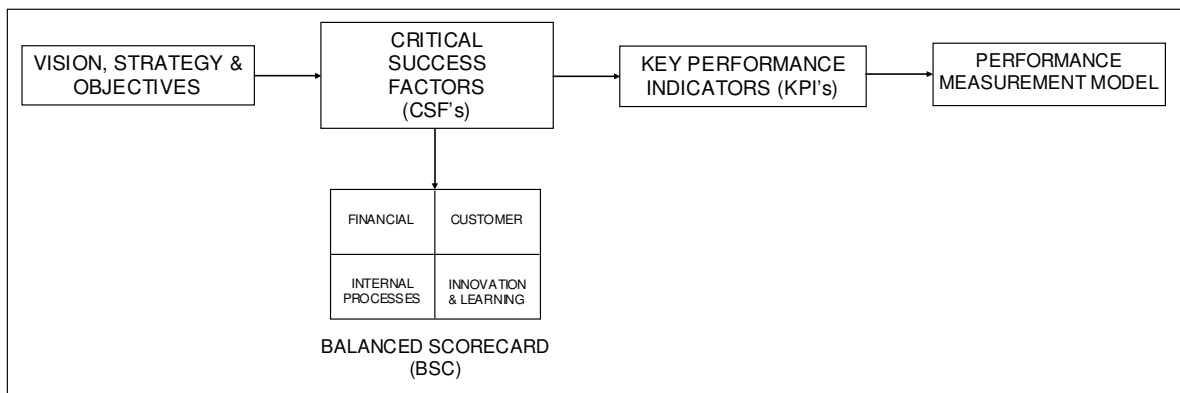 VISION, STRATEGY &
OBJECTIVES
CRITICAL
SUCCESS
FACTORS
(CSF's)
KEY PERFORMANCE
INDICATORS (KPI's)
PERFORMANCE
MEASUREMENT MODEL
FINANCIAL
CUSTOMER
INTERNAL
PROCESSES
INNOVATION
& LEARNING
BALANCED SCORECARD
(BSC)